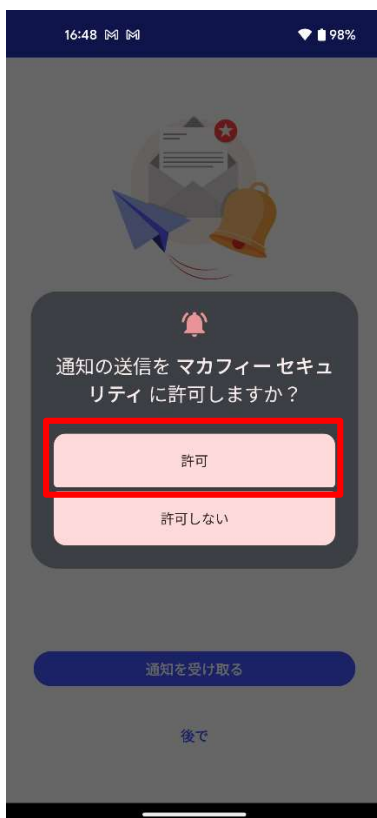 16:48 98%
通知の送信を マカフィー セキュ
リティ に許可しますか？
許可
許可しない
通知を受け取る
後で